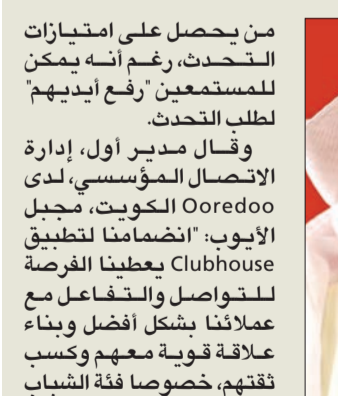 من يحصل على امتيازات
التحدث، رغم أنه يمكن
للمستمعين "رفع أيديهم"
لطلب التحدث.
وقال مدير أول، إدارة
الاتصال المؤسسي، لدى
Ooredoo الكويت، مجبل
الأيوب: "انضمامنا لتطبيق
Clubhouse يعطينا الفرصة
للتواصل والتفاعل مع
عملائنا بشكل أفضل وبناء
علاقة قوية معهم وكسب
ثقتهم، خصوصا فئة الشباب